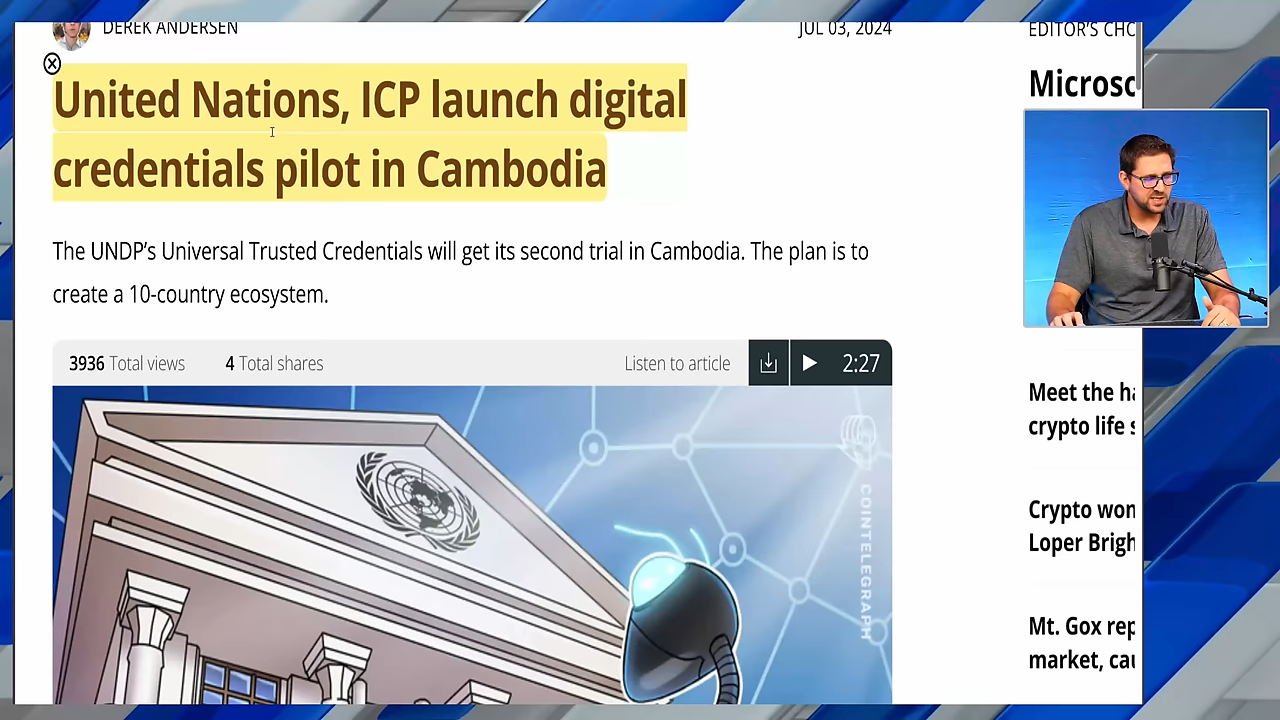 DEREK ANDERSEN
JUL 03, 2024
United Nations, ICP launch digital
credentials pilot in Cambodia
The UNDP’s Universal Trusted Credentials will get its second trial in Cambodia. The plan is to
create a 10-country ecosystem.
3936 Total views
4 Total shares
Listen to article
2:27
COINTELEGRAPH
EDITOR’S CHO
Microsc
Meet the ha
crypto life s
Crypto won
Loper Brigh
Mt. Gox rep
market, cau